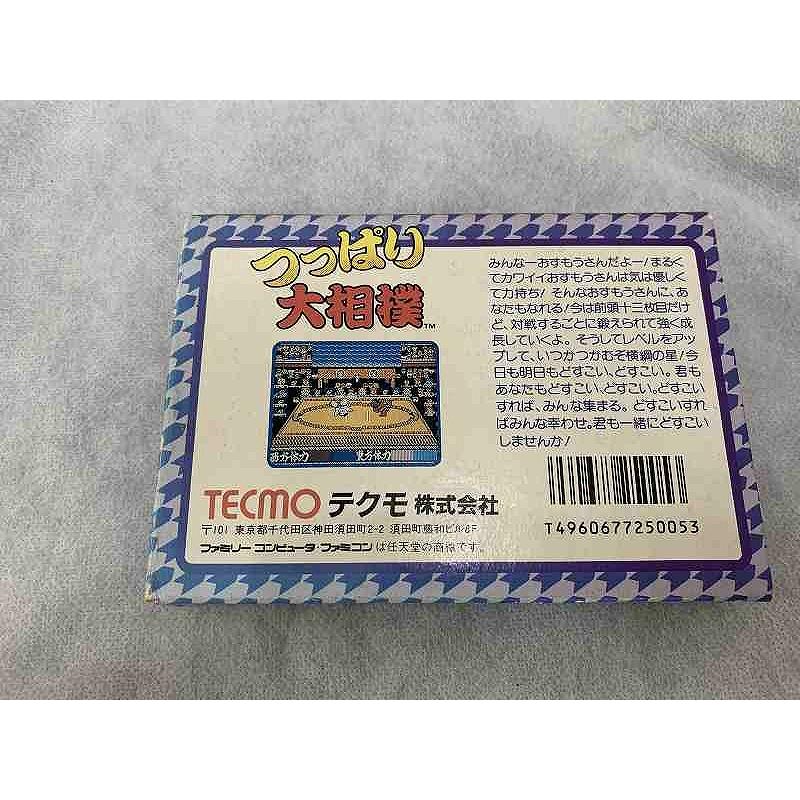 つっぱり
大相撲™
みんなーおすもうさんだよー!まるく
てカワイイおすもうさんは気は優しく
て力持ち!そんなおすもうさんに、あ
なたもなれる!今は前頭十三枚目だけ
ど、対戦するごとに鍛えられて強く成
長していくよ。そうしてレベルをアッ
プして、いつかつかむぞ横綱の星!今
日も明日もどすこい、どすこい。君も
あなたもどすこい、どすこい。どすこい
すれば、みんな集まる。どすこいすれ
ばみんな幸わせ。君も一緒にどすこい
しませんか!
西方体力 東方体力
TECMO テクモ株式会社
〒101 東京都千代田区神田須田町2-2 須田町藤和ビル6F
ファミリーコンピュータ・ファミコンは任天堂の商標です。
T4960677250053